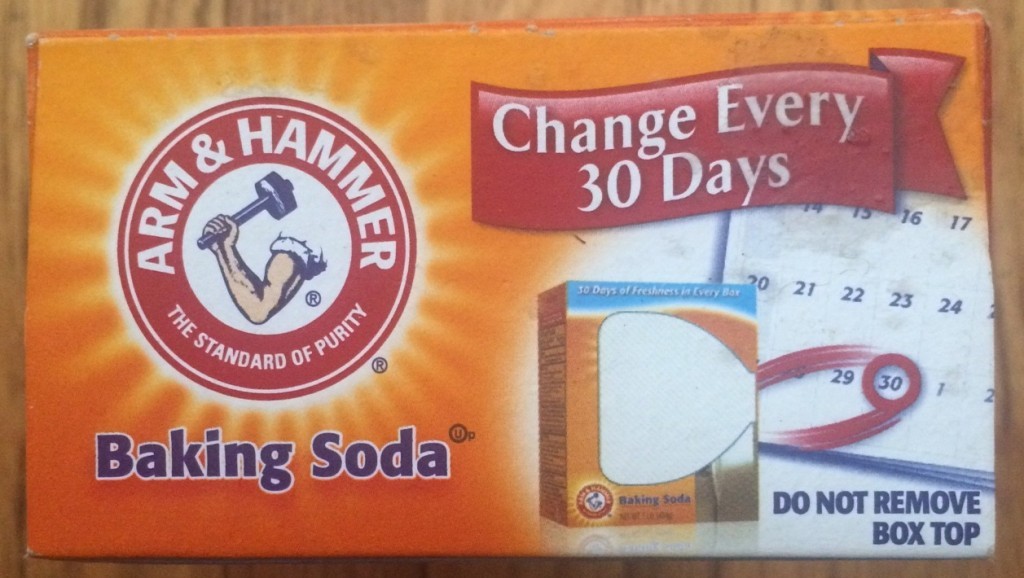 ARM & HAMMER
®
THE STANDARD OF PURITY
®
Baking Soda
U P
Change Every
30 Days
14 15 16 17
20 21 22 23 24
29 30 1 2
30 Days of Freshness in Every Box
Baking Soda
DO NOT REMOVE
BOX TOP